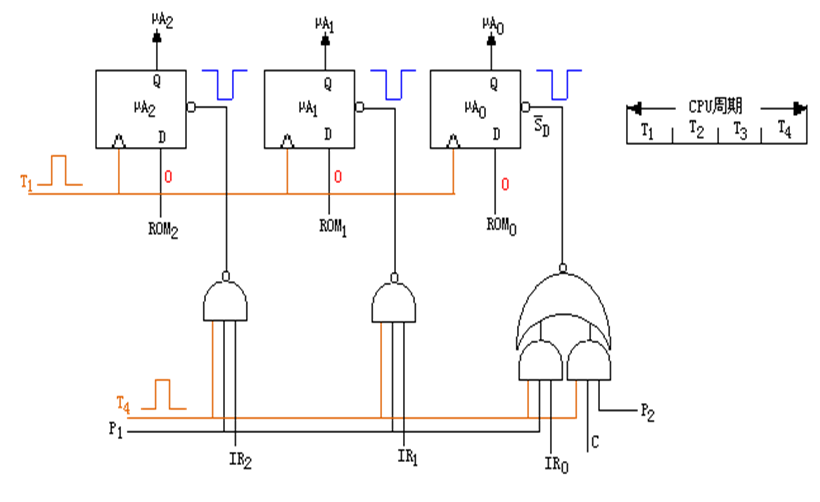 μA2 μA1 μA0
Q Q Q
μA2 μA1 μA0
CPU周期
S̅D
T1 T2 T3 T4
D D D
T1 0 0 0
ROM2 ROM1 ROM0
T4
P1 P2
C
IR2 IR1 IR0